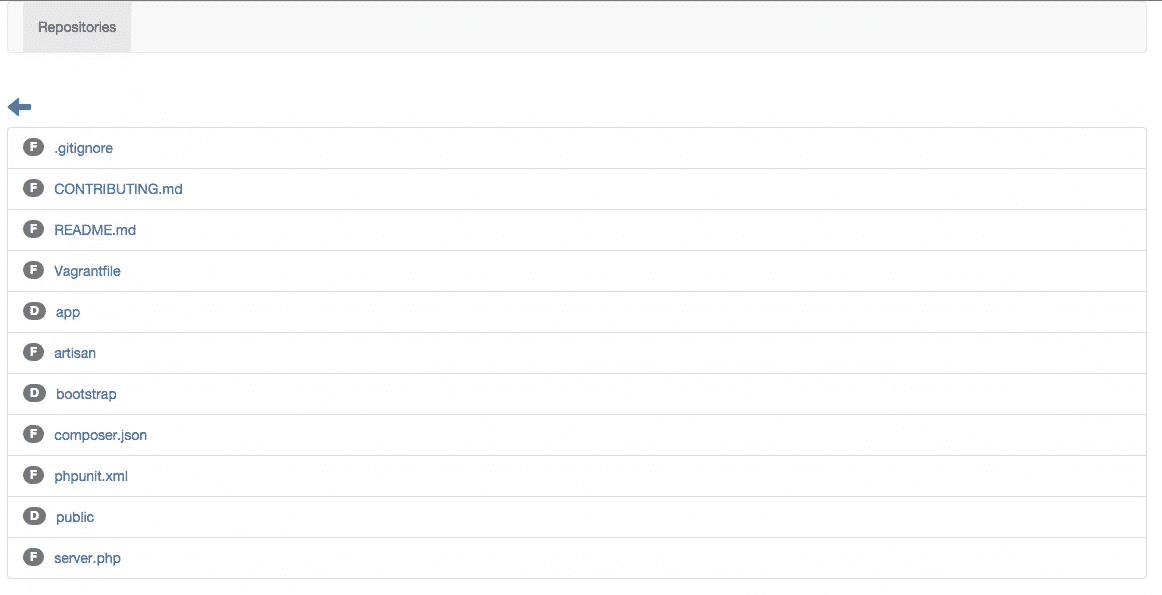 Repositories
F .gitignore
F CONTRIBUTING.md
F README.md
F Vagrantfile
D app
F artisan
D bootstrap
F composer.json
F phpunit.xml
D public
F server.php